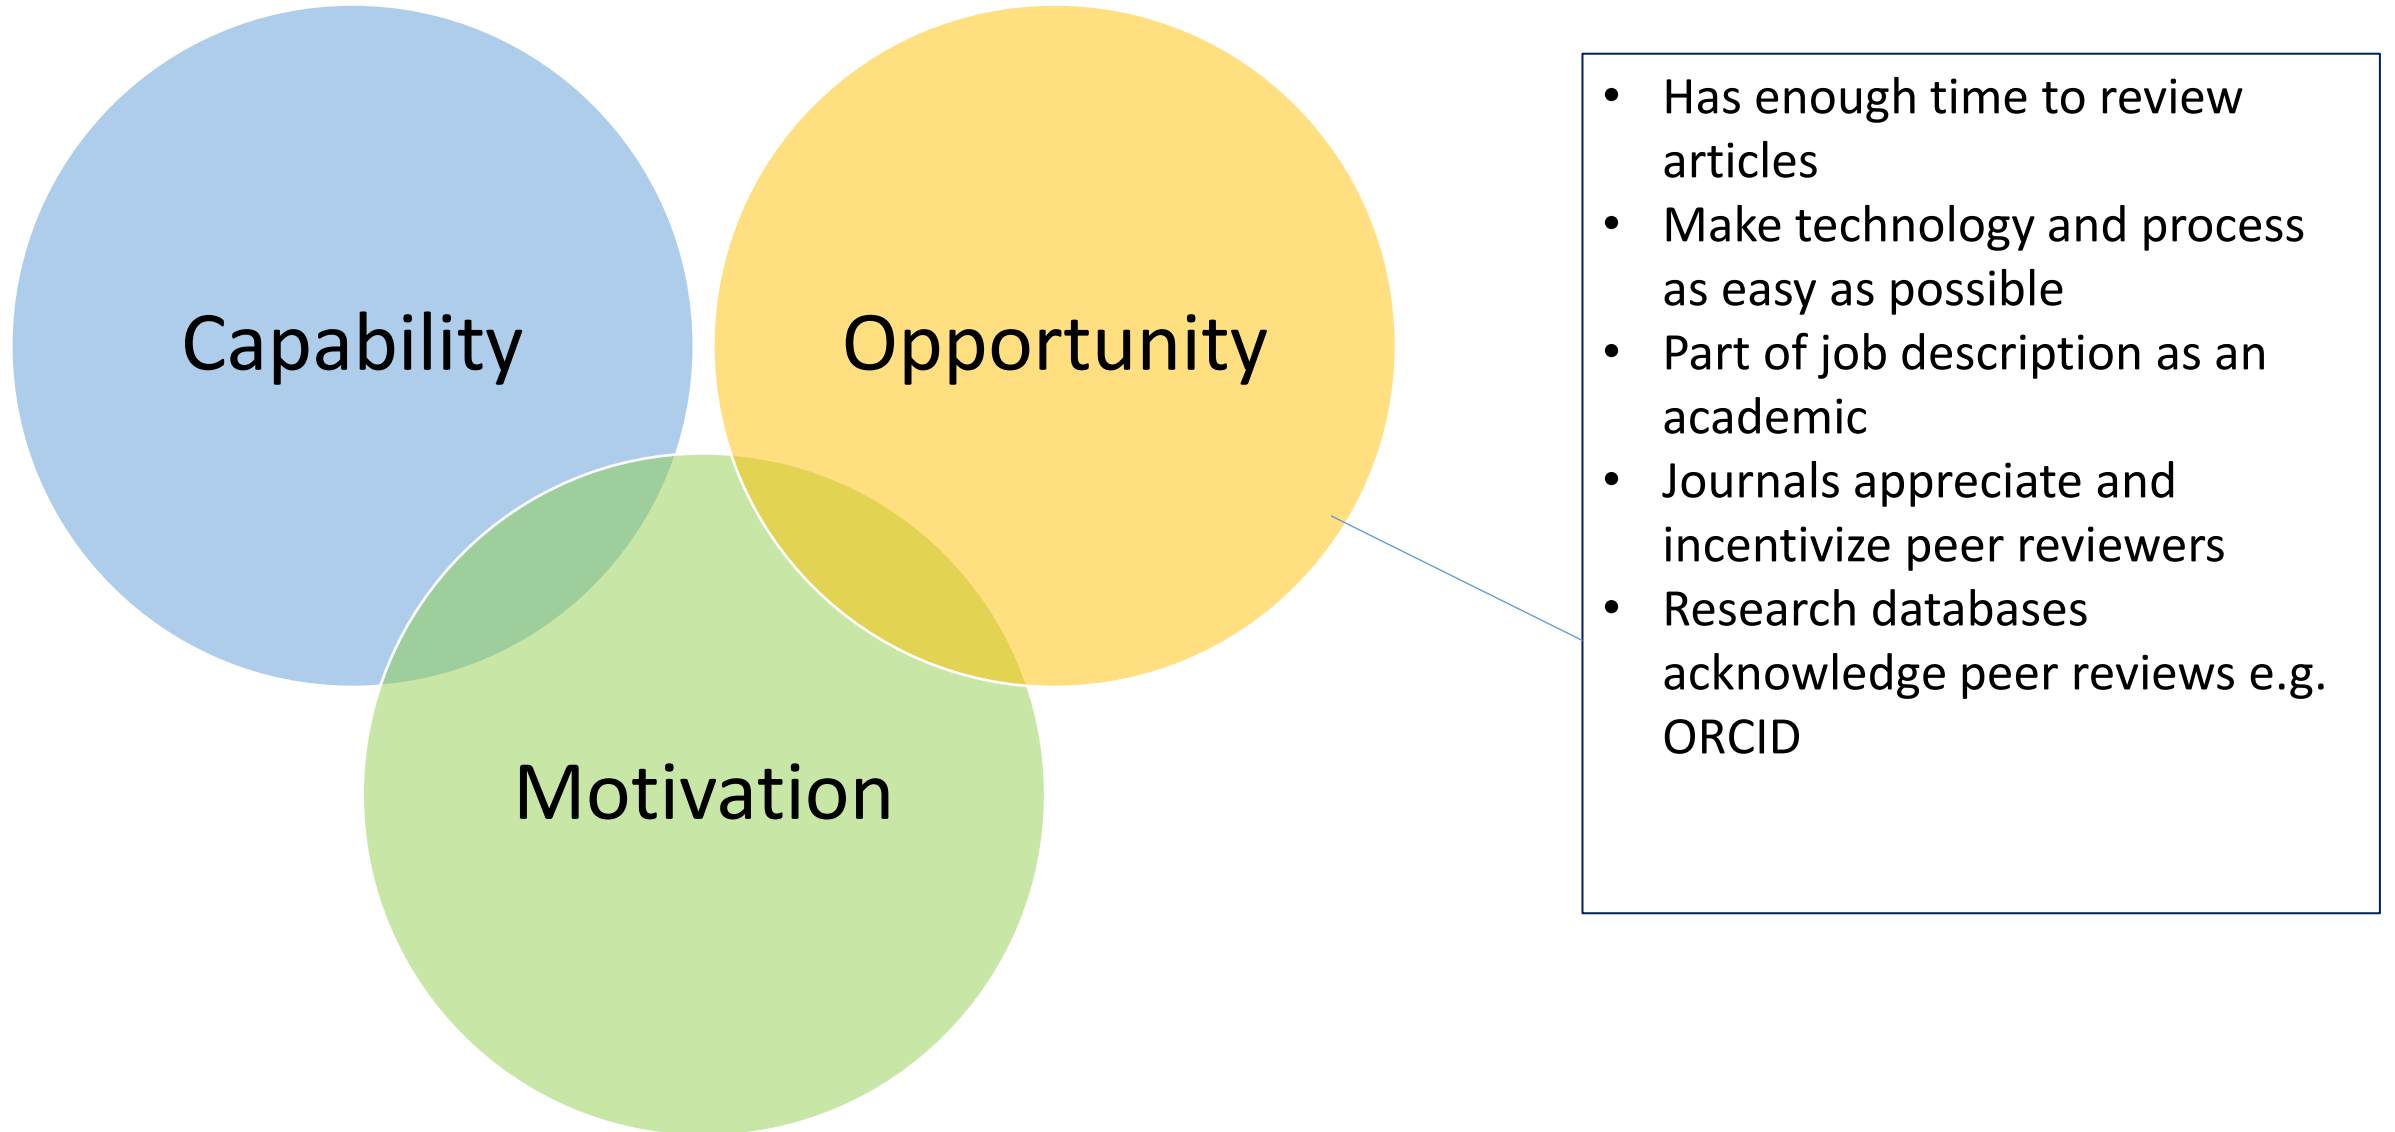 Capability
Opportunity
Motivation
• Has enough time to review
articles
• Make technology and process
as easy as possible
• Part of job description as an
academic
• Journals appreciate and
incentivize peer reviewers
• Research databases
acknowledge peer reviews e.g.
ORCID